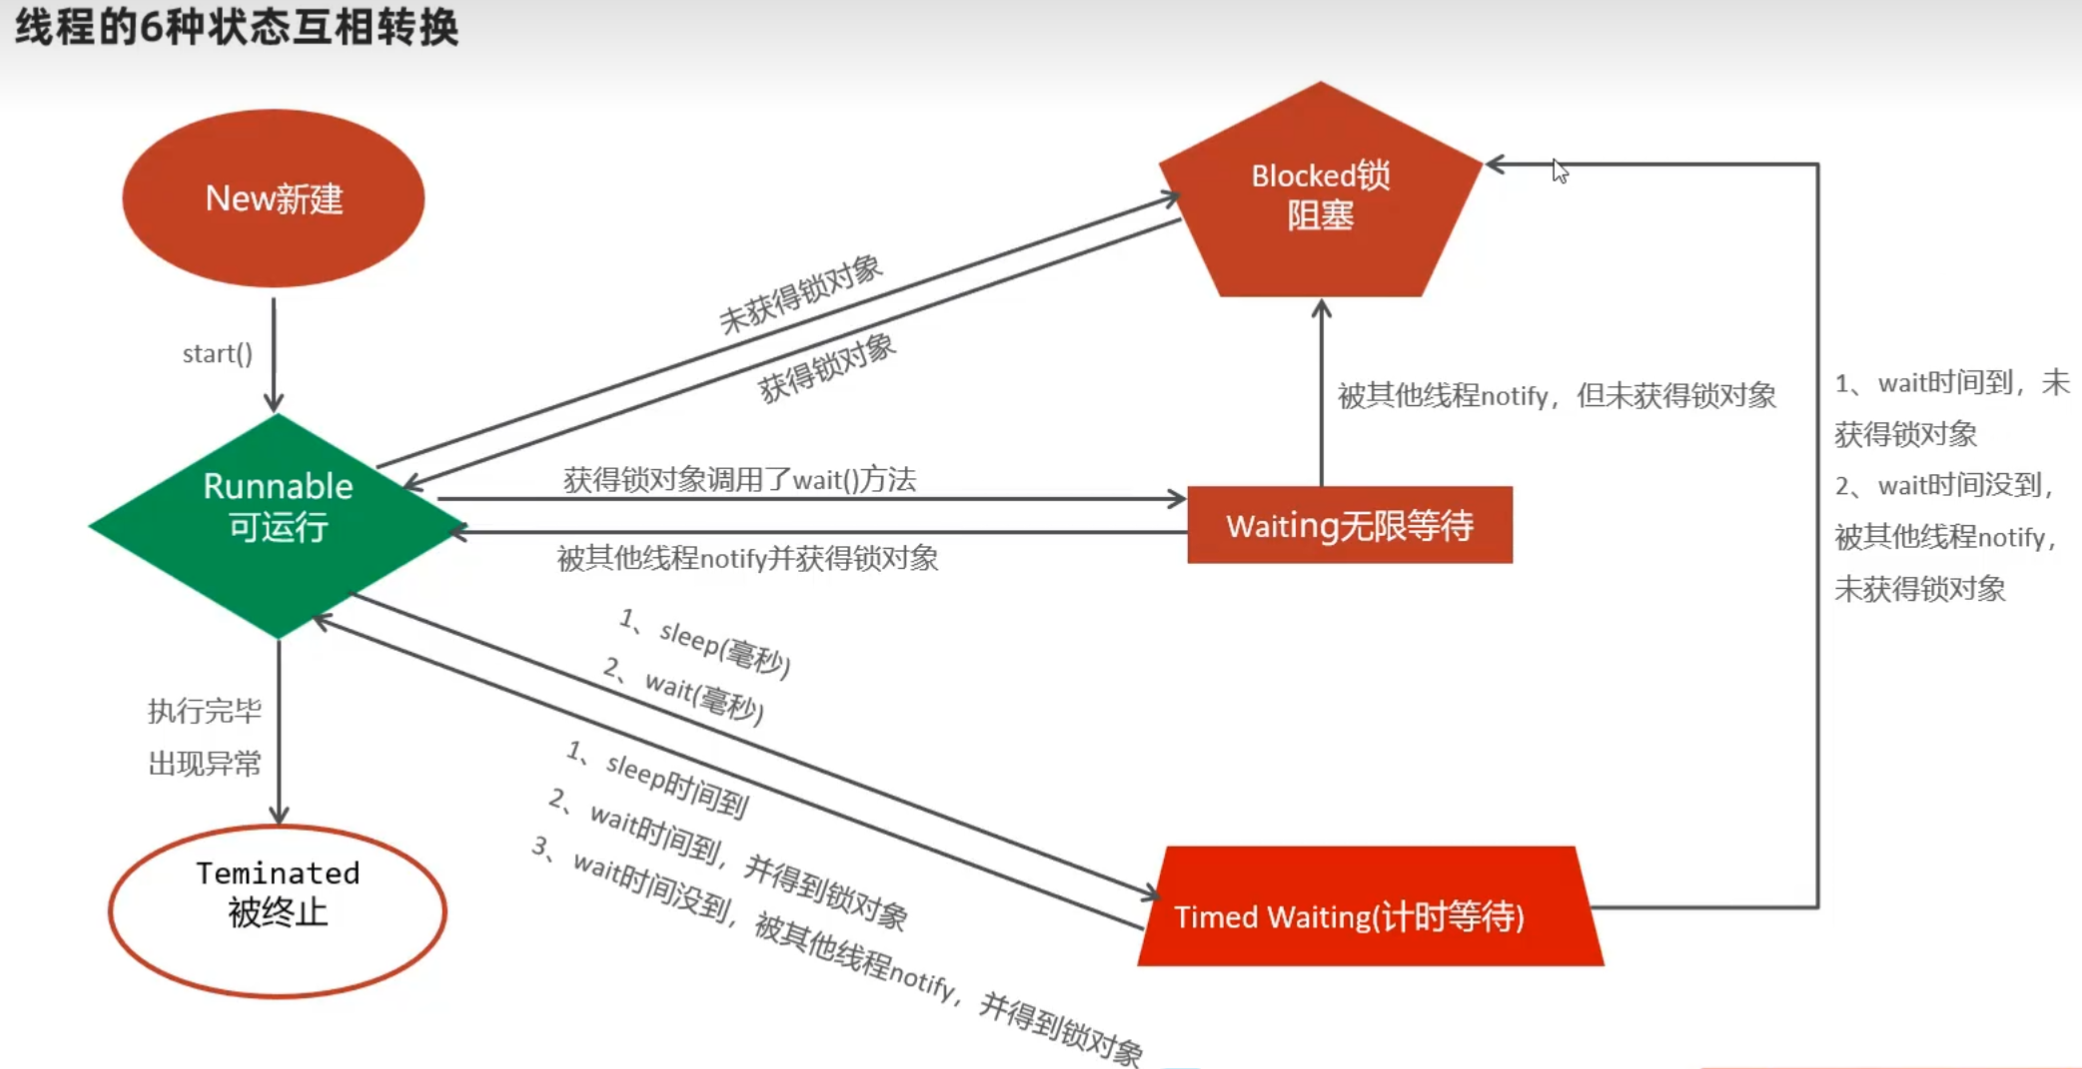 线程的6种状态互相转换
New新建
start()
Blocked锁
阻塞
未获得锁对象
获得锁对象
Runnable
可运行
获得锁对象调用了wait()方法
被其他线程notify并获得锁对象
Waiting无限等待
被其他线程notify，但未获得锁对象
1、wait时间到，未
获得锁对象
2、wait时间没到，
被其他线程notify，
未获得锁对象
1、sleep(毫秒)
2、wait(毫秒)
1、sleep时间到
2、wait时间到，并得到锁对象
3、wait时间没到，被其他线程notify，并得到锁对象
执行完毕
出现异常
Teminated
被终止
Timed Waiting(计时等待)